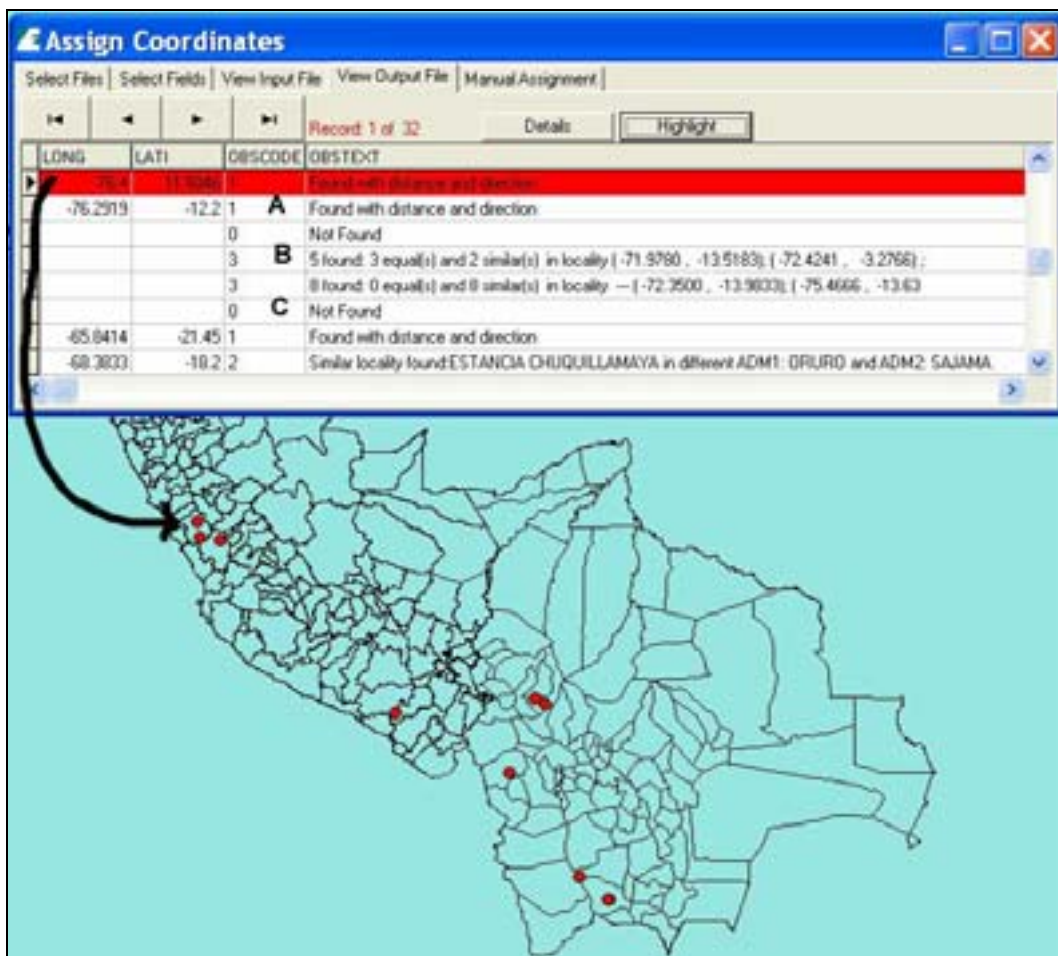 Assign Coordinates
Select Files Select Fields View Input File View Output File Manual Assignment
Record: 1 of 32 Details Highlight
LONG LATI OBSCODE OBSTEXT
-76.4 1 Found with distance and direction
-76.2919 -12.2 1 A Found with distance and direction
0 Not Found
3 B 5 found: 3 equal(s) and 2 similar(s) in locality ( -71.9780 , -13.5183); ( -72.4241 , -3.2766) ;
3 8 found: 0 equal(s) and 8 similar(s) in locality --- ( -72.3500 , -13.9833); ( -75.4666 , -13.63
0 C Not Found
-65.8414 -21.45 1 Found with distance and direction
-68.3833 -18.2 2 Similar locality found:ESTANCIA CHUQUILLAMAYA in different ADM1: ORURO and ADM2: SAJAMA.